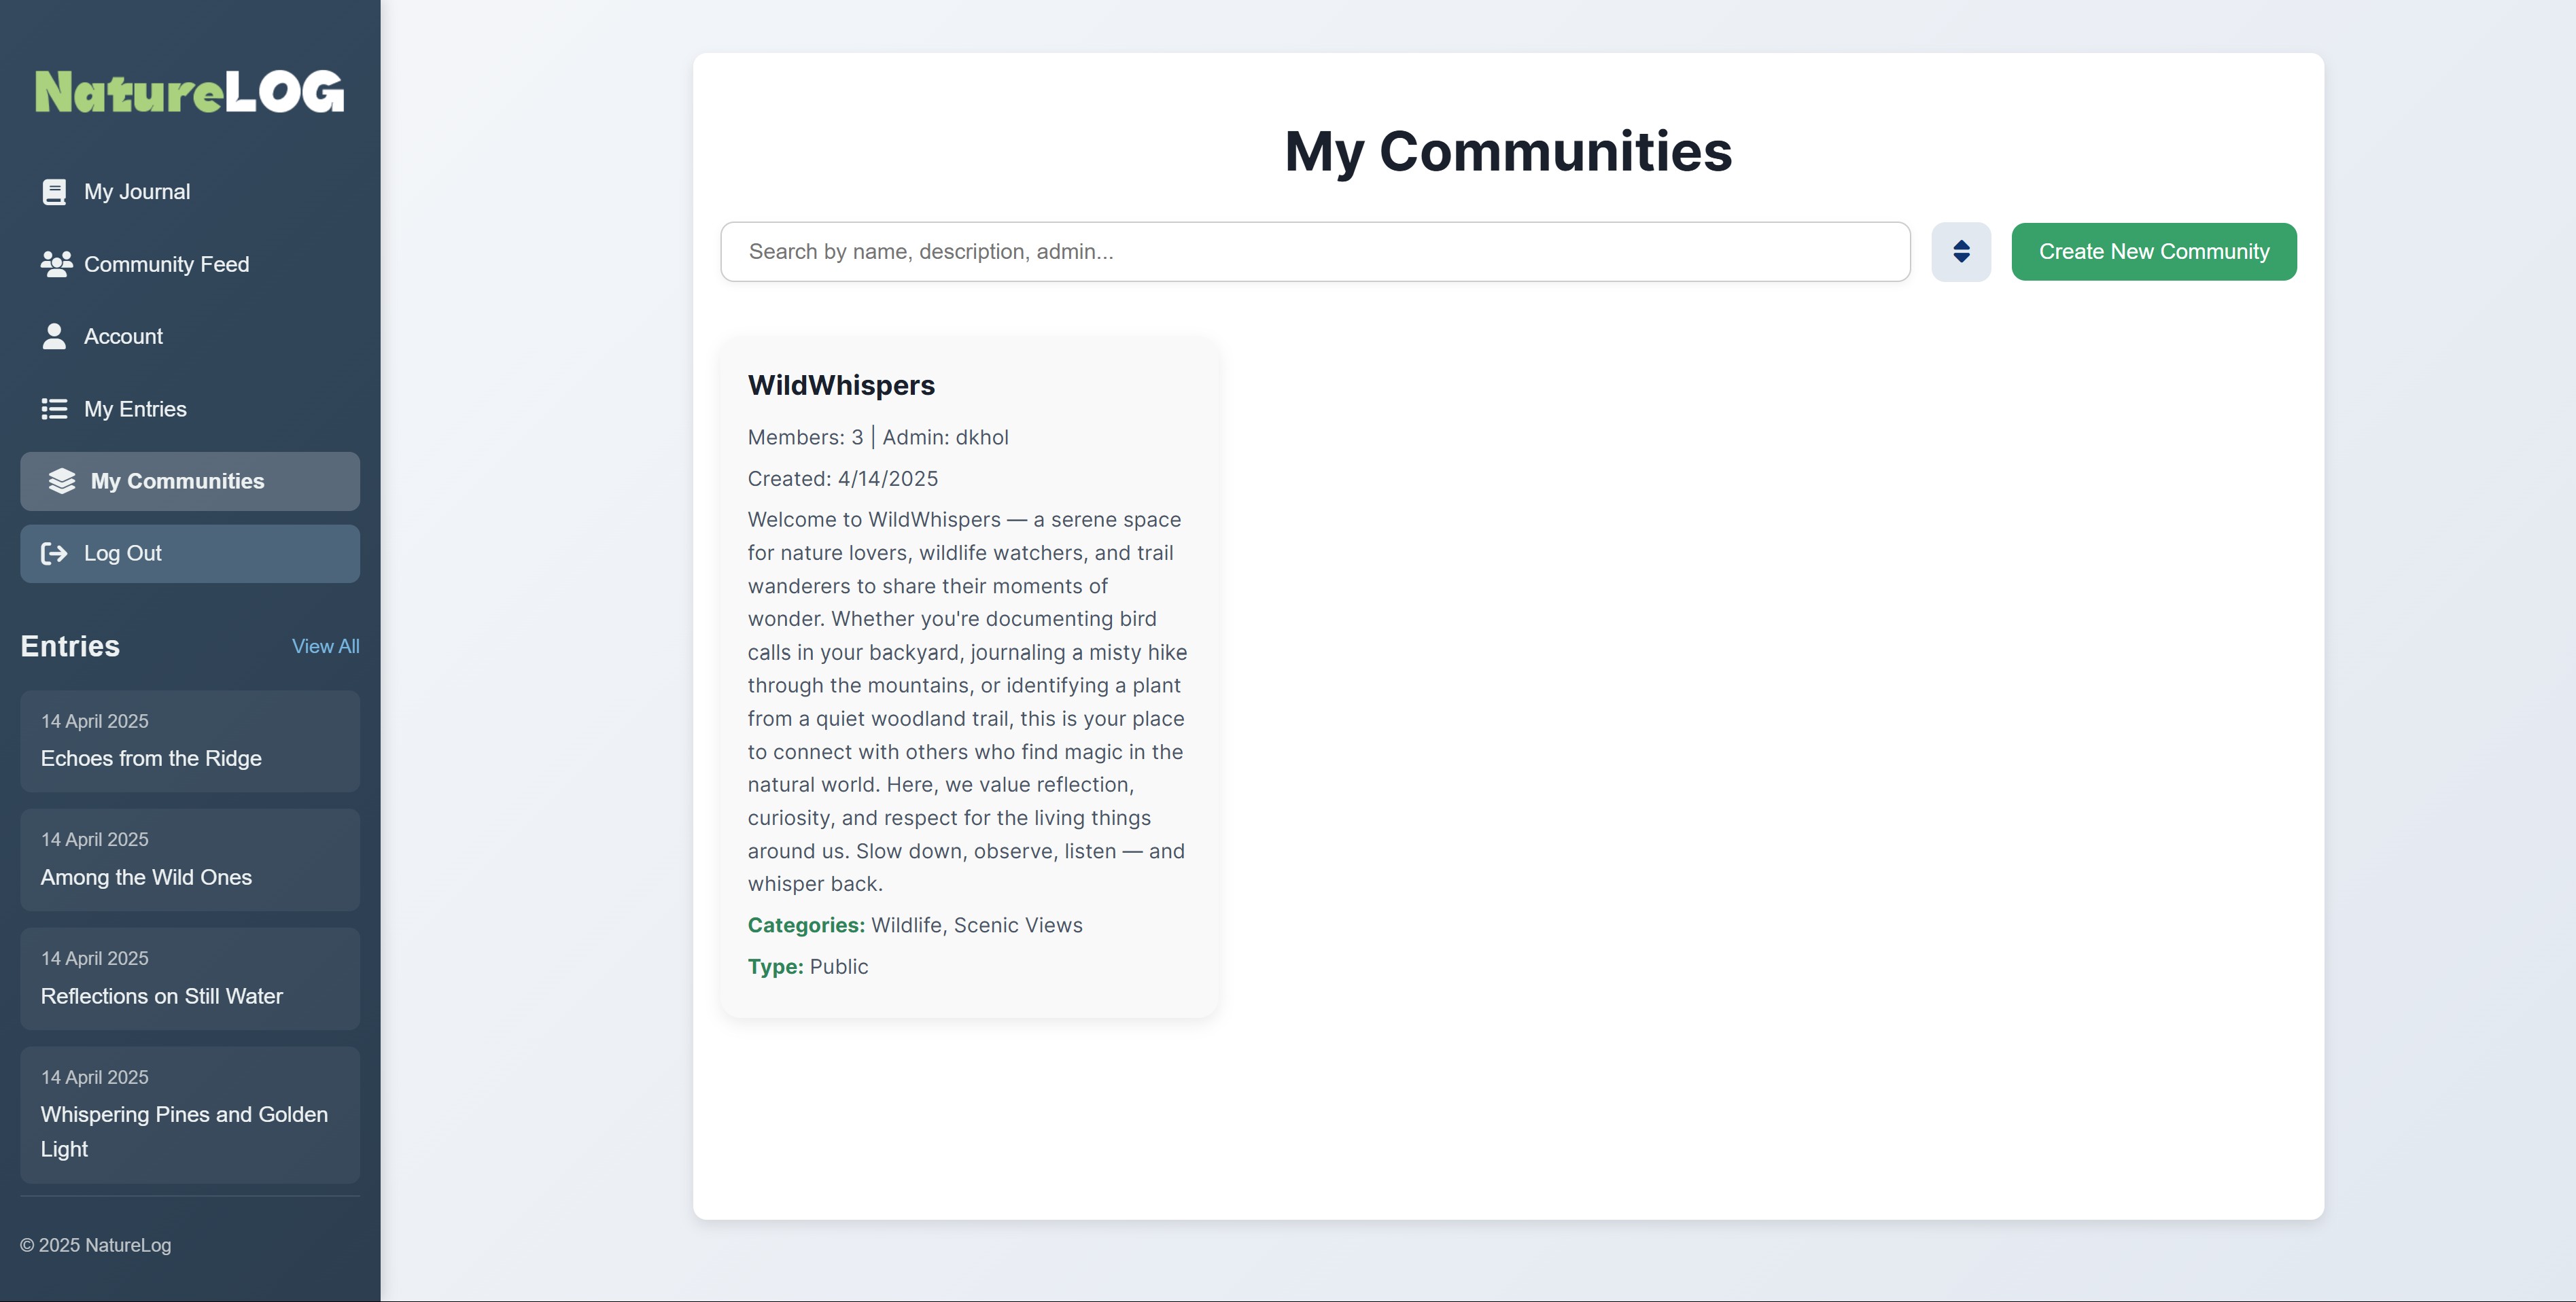 NatureLOG
My Journal
Community Feed
Account
My Entries
My Communities
Log Out
Entries
View All
14 April 2025
Echoes from the Ridge
14 April 2025
Among the Wild Ones
14 April 2025
Reflections on Still Water
14 April 2025
Whispering Pines and Golden
Light
© 2025 NatureLog
My Communities
Search by name, description, admin...
Create New Community
WildWhispers
Members: 3 | Admin: dkhol
Created: 4/14/2025
Welcome to WildWhispers — a serene space
for nature lovers, wildlife watchers, and trail
wanderers to share their moments of
wonder. Whether you're documenting bird
calls in your backyard, journaling a misty hike
through the mountains, or identifying a plant
from a quiet woodland trail, this is your place
to connect with others who find magic in the
natural world. Here, we value reflection,
curiosity, and respect for the living things
around us. Slow down, observe, listen — and
whisper back.
Categories: Wildlife, Scenic Views
Type: Public